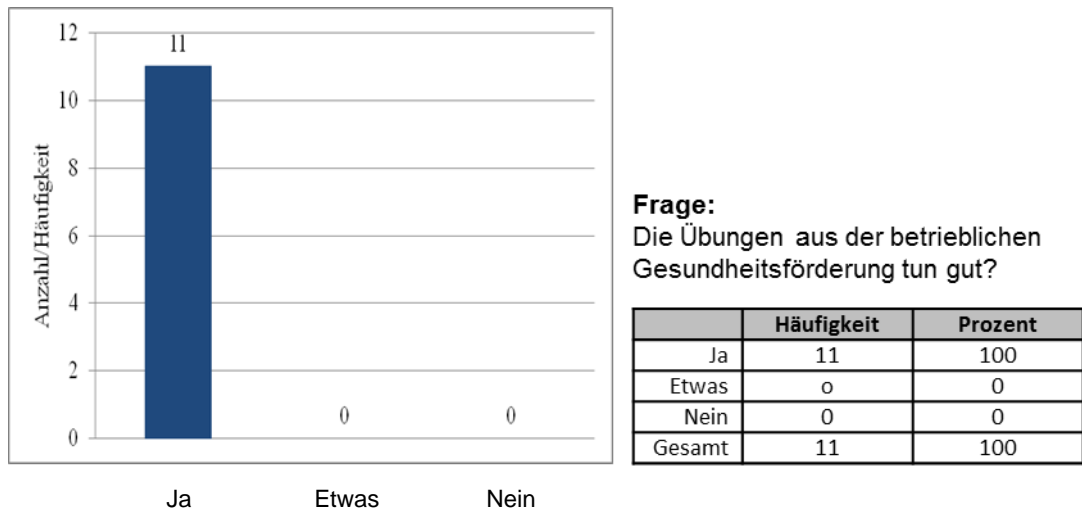 12
11
10
8
6
4
2
0
0
0
Anzahl/Häufigkeit
Ja Etwas Nein
Frage:
Die Übungen aus der betrieblichen
Gesundheitsförderung tun gut?
Häufigkeit Prozent
Ja 11 100
Etwas o 0
Nein 0 0
Gesamt 11 100